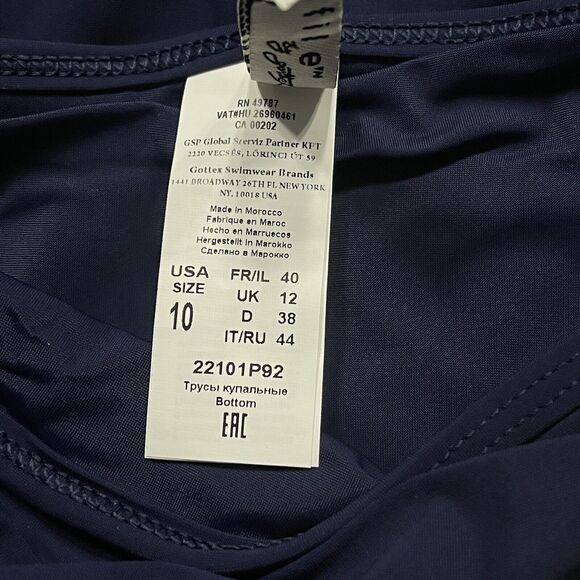 file™
by Gottex
RN 49787
VAT#HU 26960461
CA 00202
GSP Global Szerviz Partner KFT
2220 VECSÉS, LŐRINCI ÚT 59
Gottex Swimwear Brands
1441 BROADWAY 26TH FL NEW YORK
NY, 10018 USA
Made in Morocco
Fabrique en Maroc
Hecho en Marruecos
Hergestellt in Marokko
Сделано в Марокко
USA SIZE 10
FR/IL 40
UK 12
D 38
IT/RU 44
22101P92
Трусы купальные
Bottom
EAC